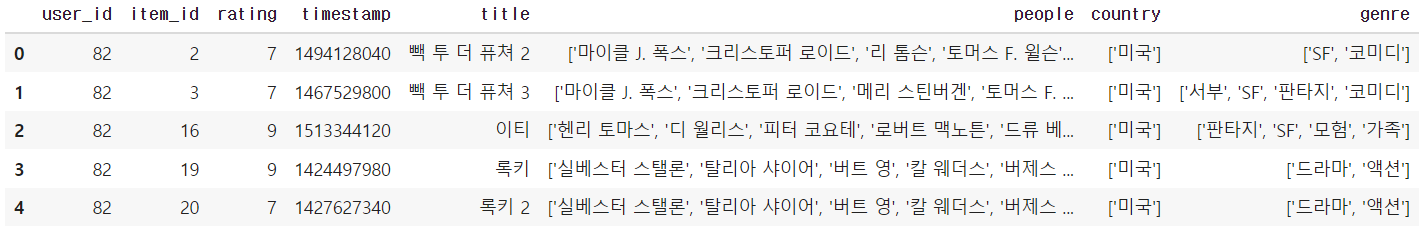 user_id item_id rating timestamp title people country genre
0 82 2 7 1494128040 빽 투 더 퓨쳐 2 ['마이클 J. 폭스', '크리스토퍼 로이드', '리 톰슨', '토머스 F. 윌슨'... ['미국'] ['SF', '코미디']
1 82 3 7 1467529800 빽 투 더 퓨쳐 3 ['마이클 J. 폭스', '크리스토퍼 로이드', '메리 스틴버겐', '토머스 F. ... ['미국'] ['서부', 'SF', '판타지', '코미디']
2 82 16 9 1513344120 이티 ['헨리 토마스', '디 월리스', '피터 코요테', '로버트 맥노튼', '드류 베... ['미국'] ['판타지', 'SF', '모험', '가족']
3 82 19 9 1424497980 록키 ['실베스터 스탤론', '탈리아 샤이어', '버트 영', '칼 웨더스', '버제스 ... ['미국'] ['드라마', '액션']
4 82 20 7 1427627340 록키 2 ['실베스터 스탤론', '탈리아 샤이어', '버트 영', '칼 웨더스', '버제스 ... ['미국'] ['드라마', '액션']